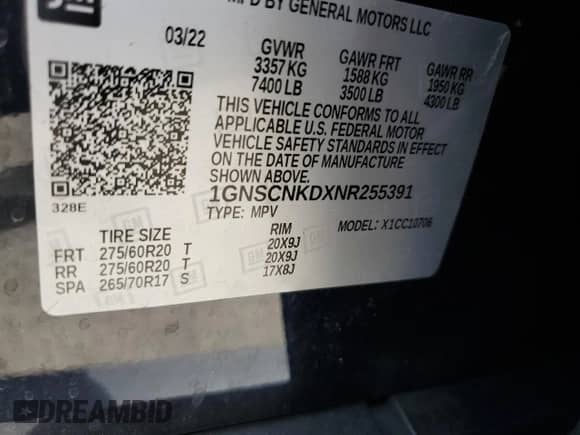 GM
MFD BY GENERAL MOTORS LLC
03/22
GVWR GAWR FRT GAWR RR
3357 KG 1588 KG 1950 KG
7400 LB 3500 LB 4300 LB
THIS VEHICLE CONFORMS TO ALL
APPLICABLE U.S. FEDERAL MOTOR
VEHICLE SAFETY STANDARDS IN EFFECT
ON THE DATE OF MANUFACTURE
SHOWN ABOVE.
1GNSCNKDXNR255391
328E
TYPE: MPV MODEL: X1CC10706
TIRE SIZE RIM
FRT 275/60R20 T 20X9J
RR 275/60R20 T 20X9J
SPA 265/70R17 S 17X8J
DREAMBID